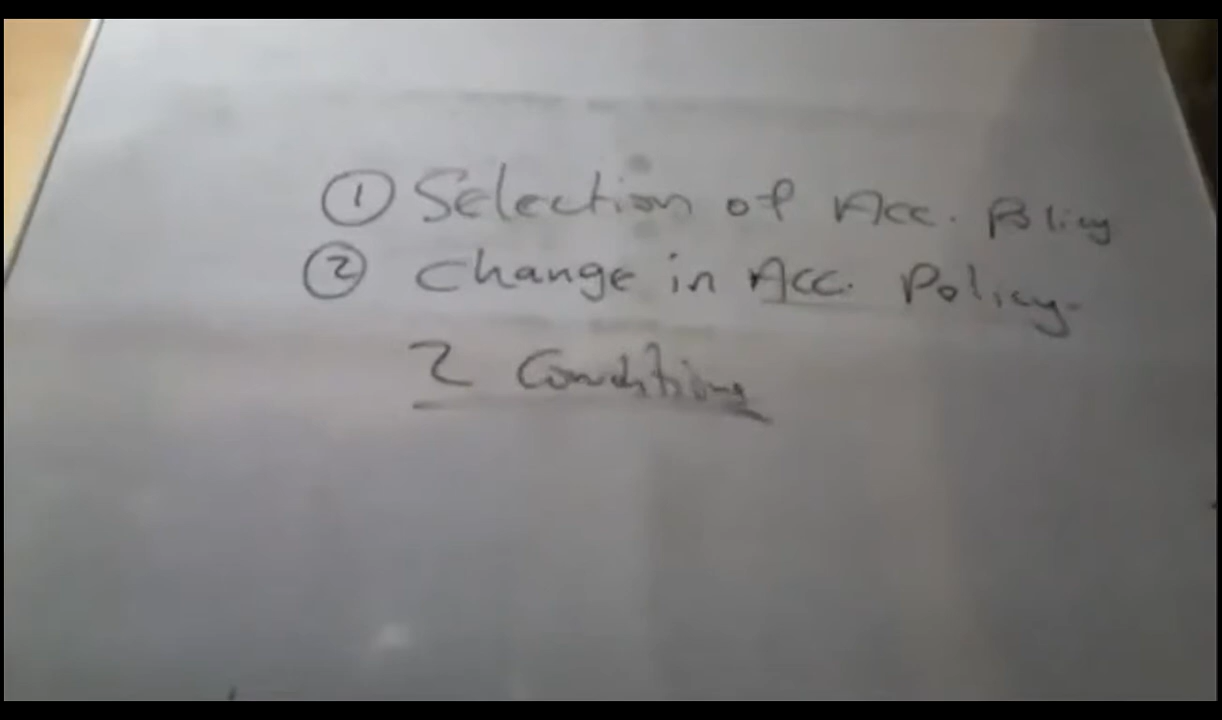 ① Selection of Acc. Policy
② Change in Acc. Policy.
2 Conditions